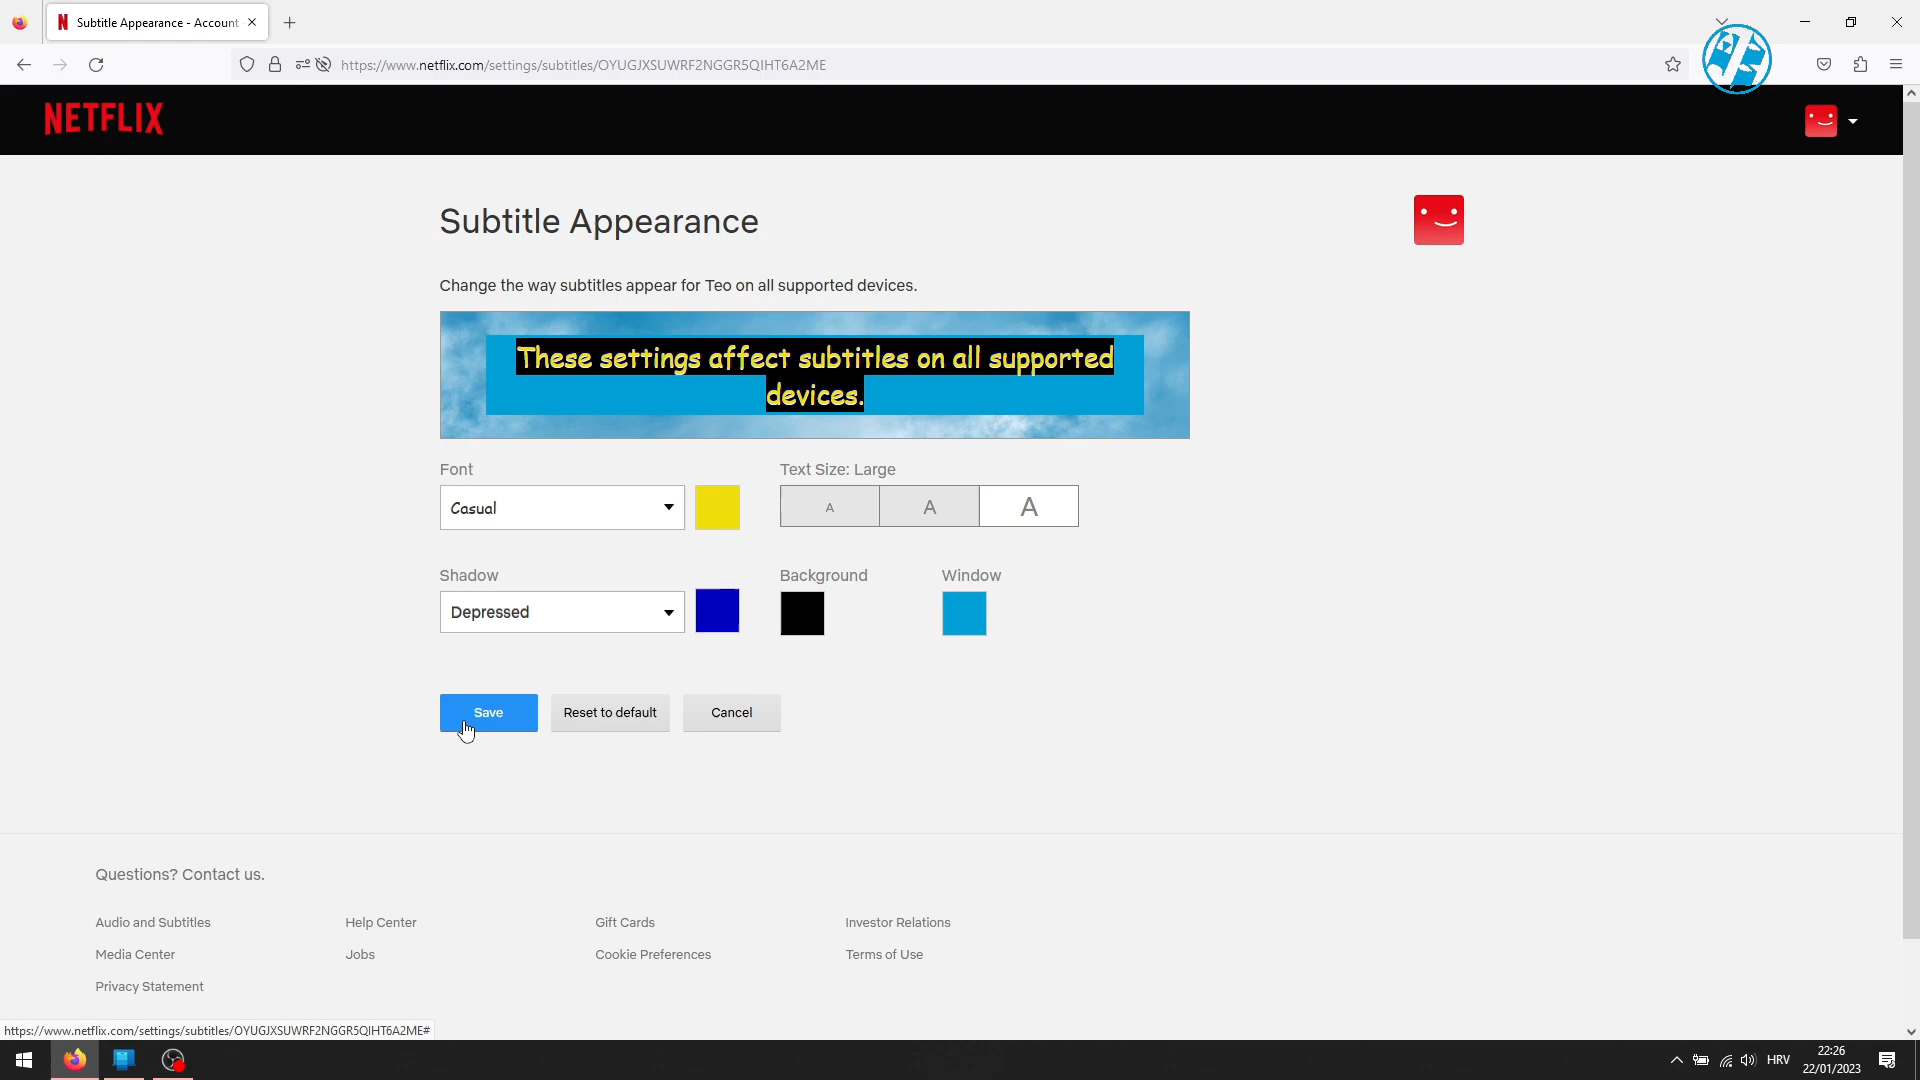 Subtitle Appearance - Account
https://www.netflix.com/settings/subtitles/OYUGJXSUWRF2NGGR5QIHT6A2ME
NETFLIX
Subtitle Appearance
Change the way subtitles appear for Teo on all supported devices.
These settings affect subtitles on all supported
devices.
Font
Text Size: Large
Casual
A
A
A
Shadow
Background
Window
Depressed
Save
Reset to default
Cancel
Questions? Contact us.
Audio and Subtitles
Help Center
Gift Cards
Investor Relations
Media Center
Jobs
Cookie Preferences
Terms of Use
Privacy Statement
https://www.netflix.com/settings/subtitles/OYUGJXSUWRF2NGGR5QIHT6A2ME#
HRV
22:26
22/01/2023